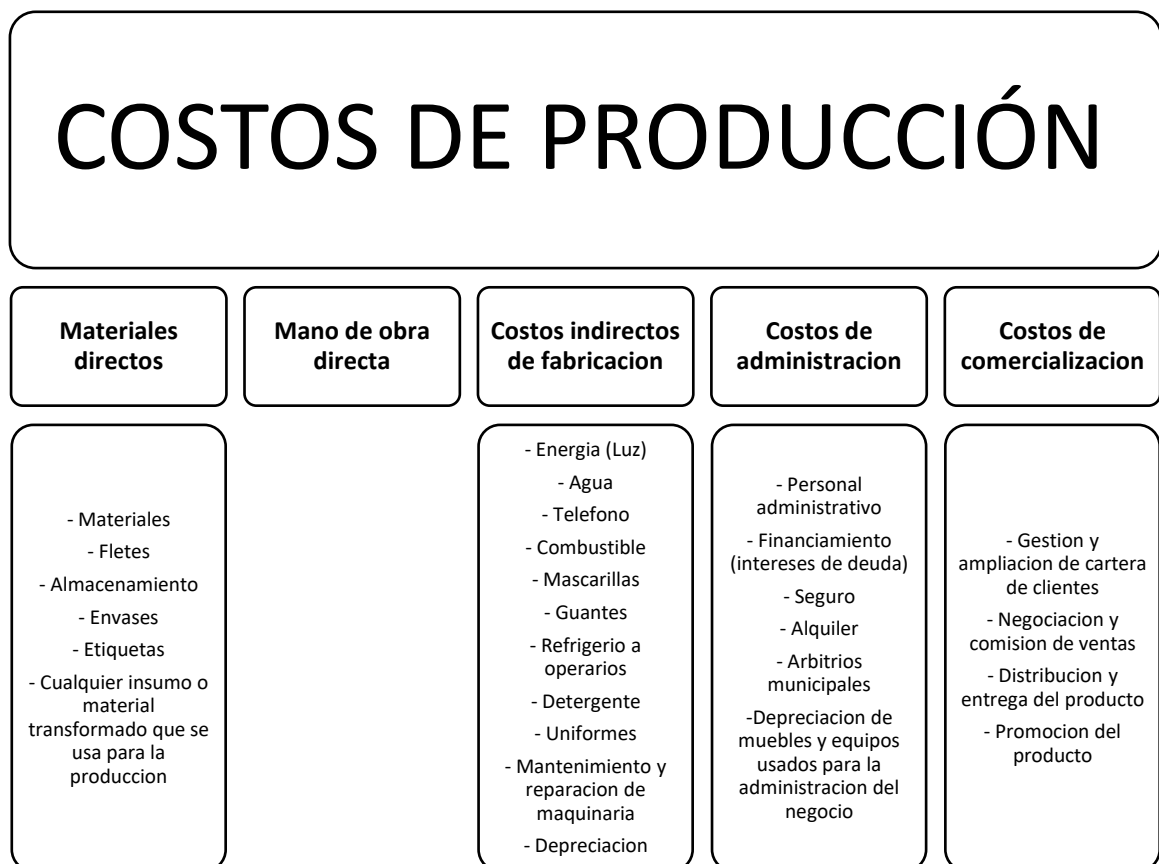 COSTOS DE PRODUCCIÓN
Materiales
directos
Mano de obra
directa
Costos indirectos
de fabricacion
Costos de
administracion
Costos de
comercializacion
- Materiales
- Fletes
- Almacenamiento
- Envases
- Etiquetas
- Cualquier insumo o
material
transformado que se
usa para la
produccion
- Energia (Luz)
- Agua
- Telefono
- Combustible
- Mascarillas
- Guantes
- Refrigerio a
operarios
- Detergente
- Uniformes
- Mantenimiento y
reparacion de
maquinaria
- Depreciacion
- Personal
administrativo
- Financiamiento
(intereses de deuda)
- Seguro
- Alquiler
- Arbitrios
municipales
-Depreciacion de
muebles y equipos
usados para la
administracion del
negocio
- Gestion y
ampliacion de cartera
de clientes
- Negociacion y
comision de ventas
- Distribucion y
entrega del producto
- Promocion del
producto